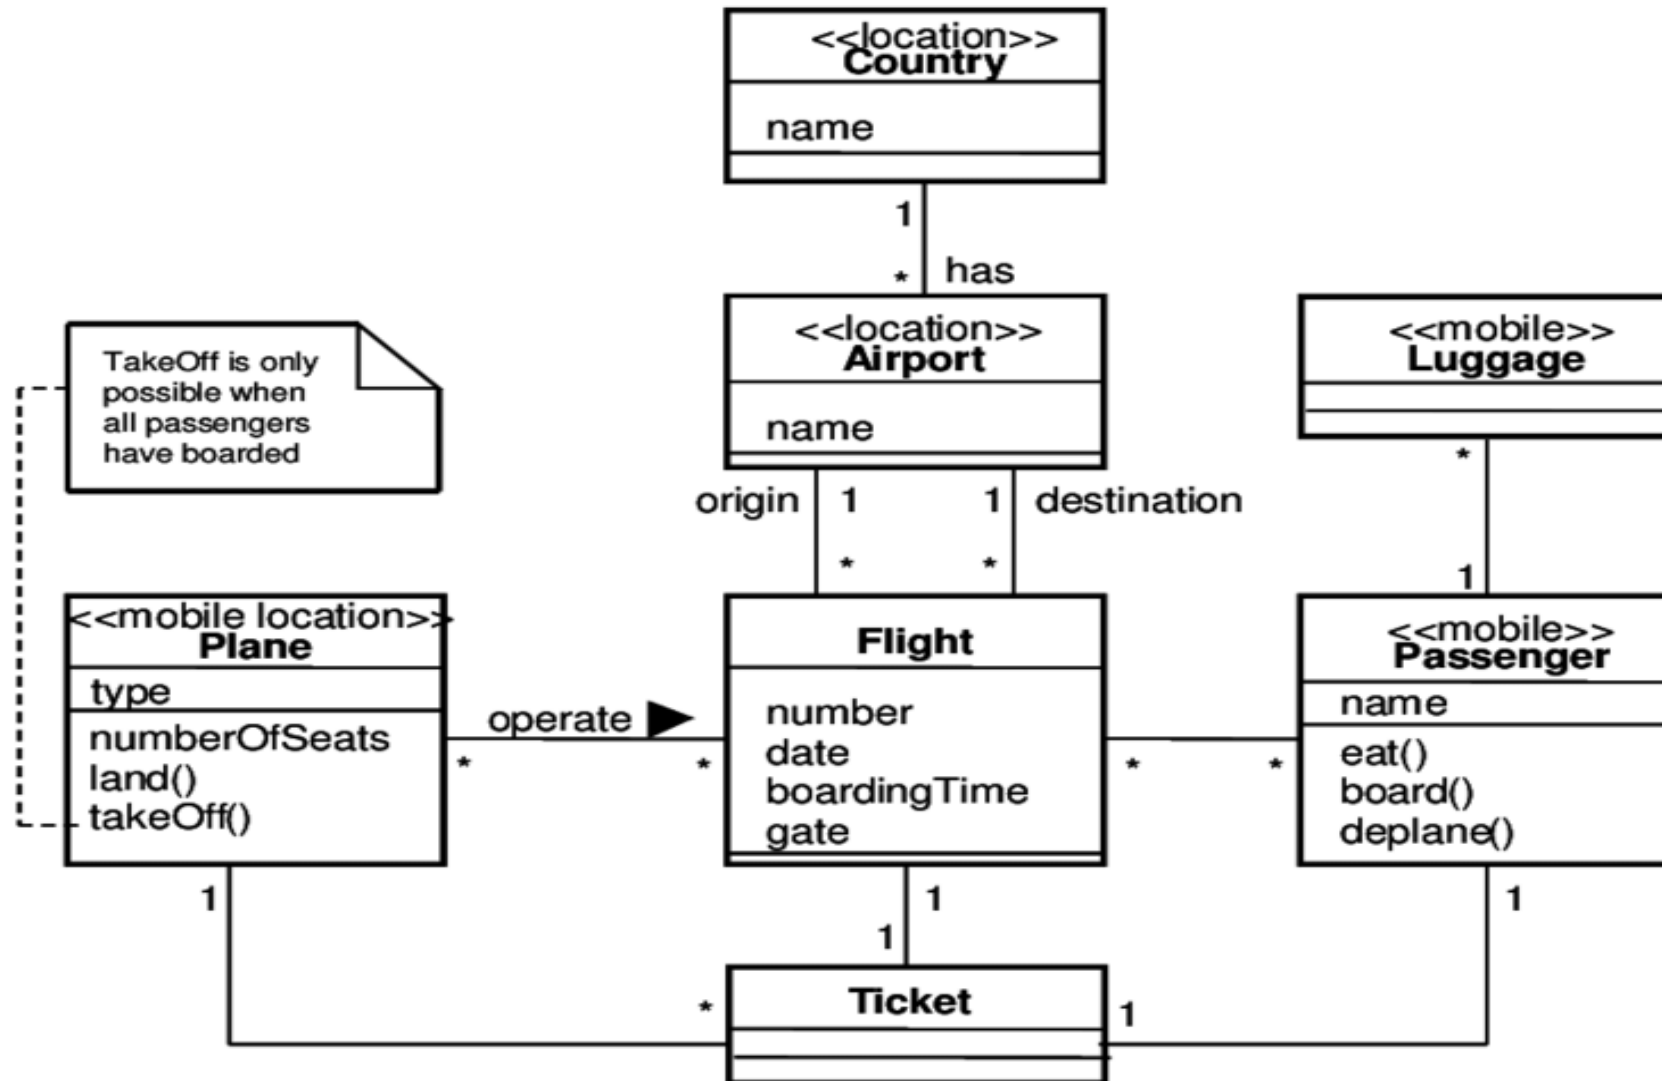 <<location>>
Country
name
1
* has
<<location>>
Airport
name
<<mobile>>
Luggage
TakeOff is only
possible when
all passengers
have boarded
origin 1 1 destination
* *
*
1
<<mobile location>>
Plane
type
numberOfSeats
land()
takeOff()
operate
* *
Flight
number
date
boardingTime
gate
* *
<<mobile>>
Passenger
name
eat()
board()
deplane()
1 1 1
1
* Ticket 1